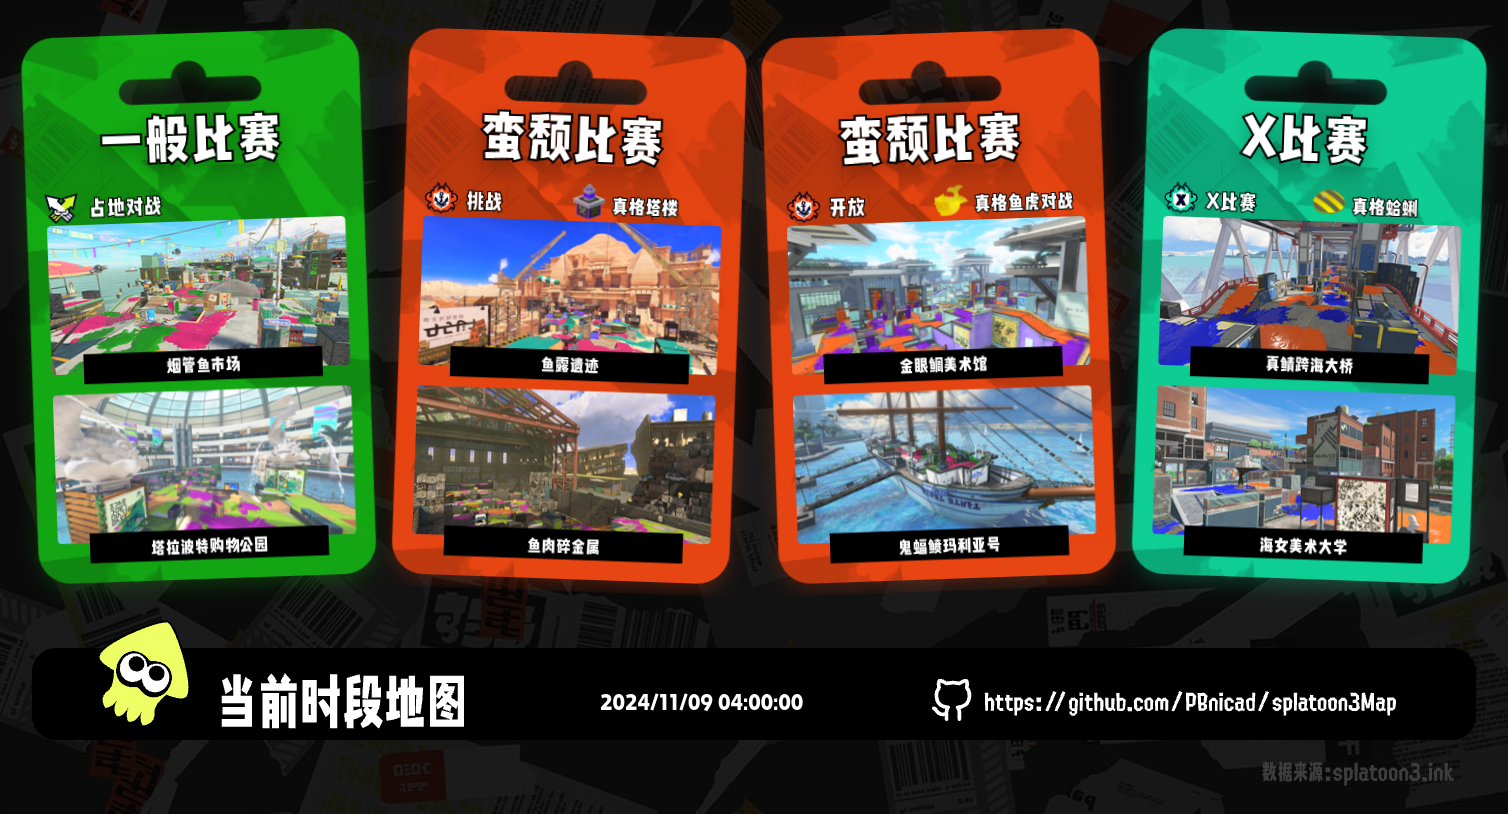 一般比赛
占地对战
烟管鱼市场
塔拉波特购物公园
蛮颓比赛
挑战
真格塔楼
鱼露遗迹
鱼肉碎金属
蛮颓比赛
开放
真格鱼虎对战
金眼鲷美术馆
鬼蝠鲼玛利亚号
X比赛
X比赛
真格蛤蜊
真鲭跨海大桥
海女美术大学
当前时段地图
2024/11/09 04:00:00
https://github.com/PBnicad/splatoon3Map
数据来源:splatoon3.ink